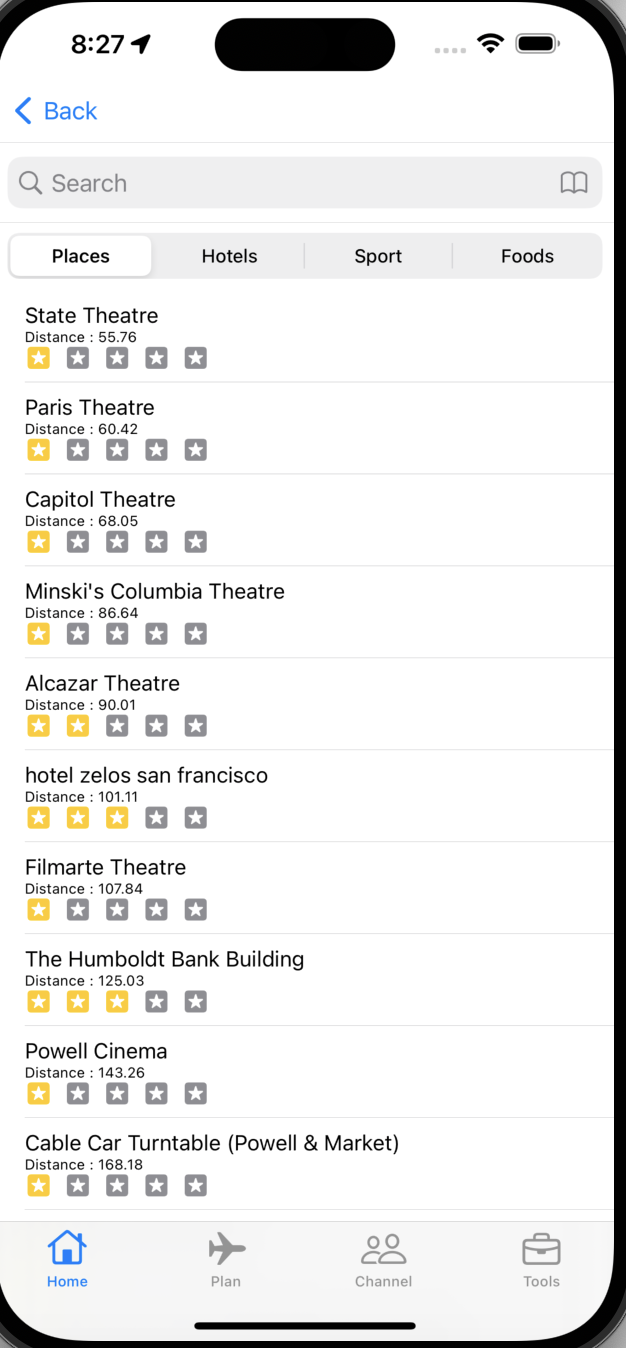 8:27
Back
Search
Places Hotels Sport Foods
State Theatre
Distance : 55.76
Paris Theatre
Distance : 60.42
Capitol Theatre
Distance : 68.05
Minski's Columbia Theatre
Distance : 86.64
Alcazar Theatre
Distance : 90.01
hotel zelos san francisco
Distance : 101.11
Filmarte Theatre
Distance : 107.84
The Humboldt Bank Building
Distance : 125.03
Powell Cinema
Distance : 143.26
Cable Car Turntable (Powell & Market)
Distance : 168.18
Home Plan Channel Tools